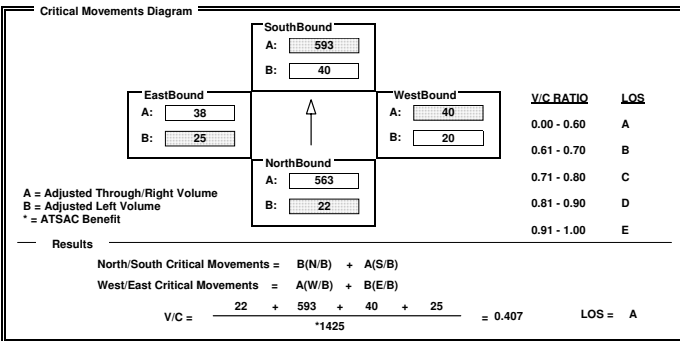 Critical Movements Diagram
SouthBound
A: 593
B: 40
EastBound
A: 38
B: 25
WestBound
A: 40
B: 20
NorthBound
A: 563
B: 22
V/C RATIO LOS
0.00 - 0.60 A
0.61 - 0.70 B
0.71 - 0.80 C
0.81 - 0.90 D
0.91 - 1.00 E
A = Adjusted Through/Right Volume
B = Adjusted Left Volume
* = ATSAC Benefit
Results
North/South Critical Movements = B(N/B) + A(S/B)
West/East Critical Movements = A(W/B) + B(E/B)
22 + 593 + 40 + 25
V/C = = 0.407 LOS = A
*1425